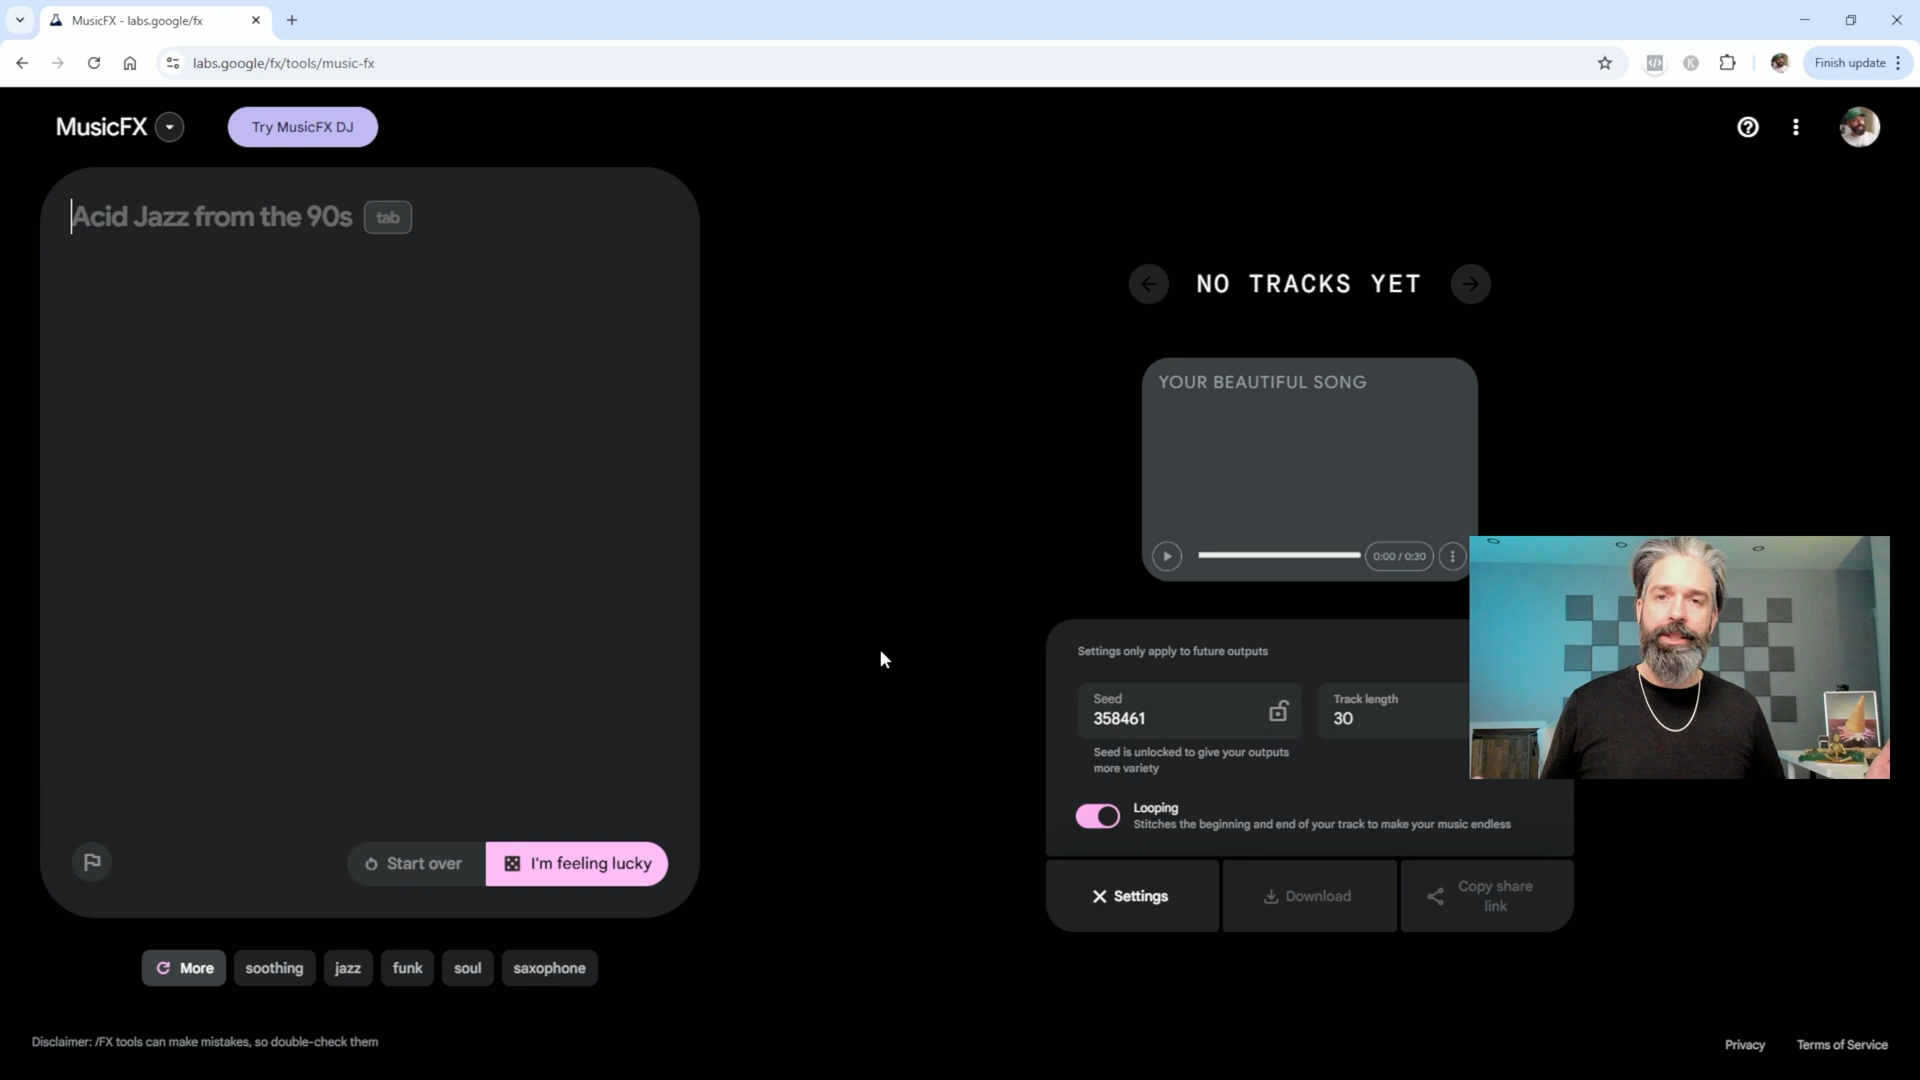 MusicFX - labs.google/fx
labs.google/fx/tools/music-fx
Finish update
MusicFX
Try MusicFX DJ
Acid Jazz from the 90s
tab
NO TRACKS YET
YOUR BEAUTIFUL SONG
0:00 / 0:30
Settings only apply to future outputs
Seed
358461
Track length
30
Seed is unlocked to give your outputs
more variety
Looping
Stitches the beginning and end of your track to make your music endless
Start over
I'm feeling lucky
Settings
Download
Copy share
link
More
soothing
jazz
funk
soul
saxophone
Disclaimer: /FX tools can make mistakes, so double-check them
Privacy
Terms of Service